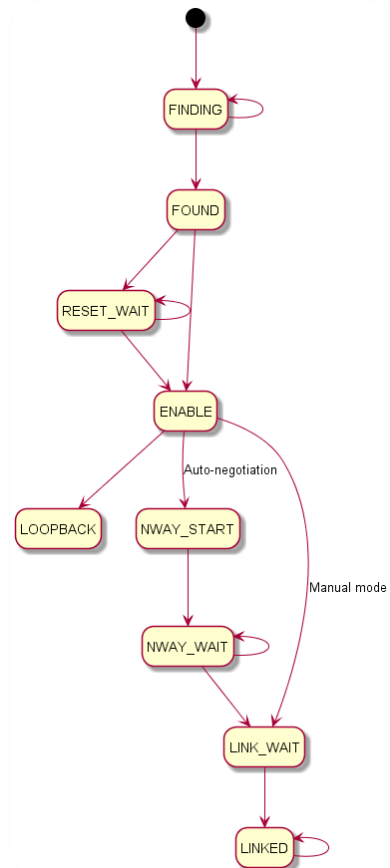 FINDING
FOUND
RESET_WAIT
ENABLE
Auto-negotiation
LOOPBACK
NWAY_START
Manual mode
NWAY_WAIT
LINK_WAIT
LINKED